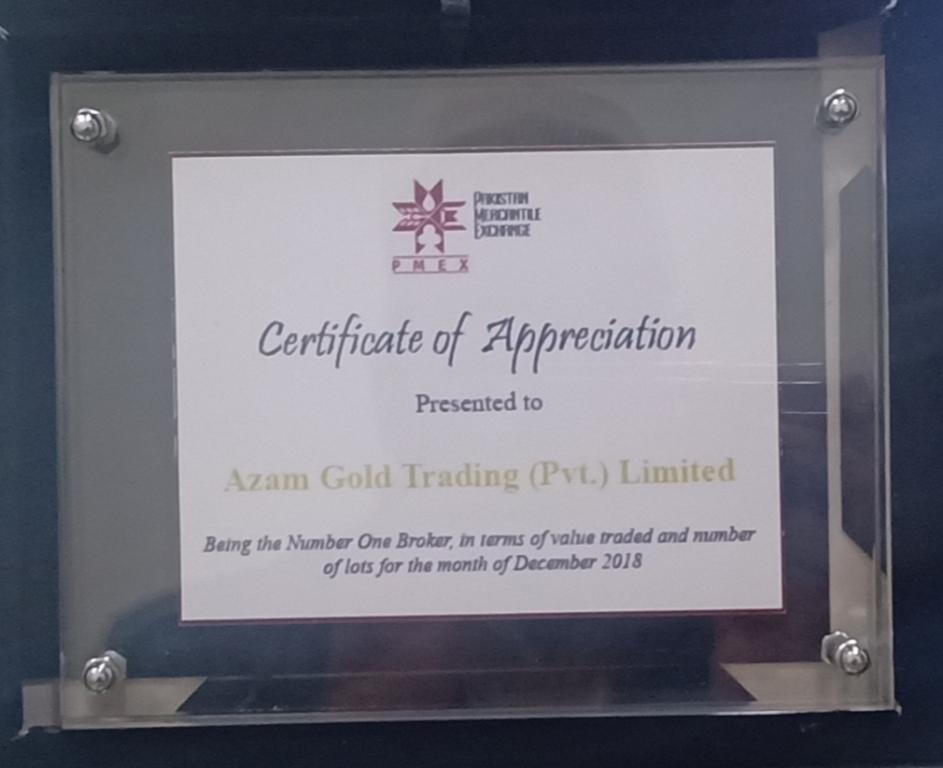 PAKISTAN
MERCANTILE
EXCHANGE
PMEX
Certificate of Appreciation
Presented to
Azam Gold Trading (Pvt.) Limited
Being the Number One Broker, in terms of value traded and number
of lots for the month of December 2018